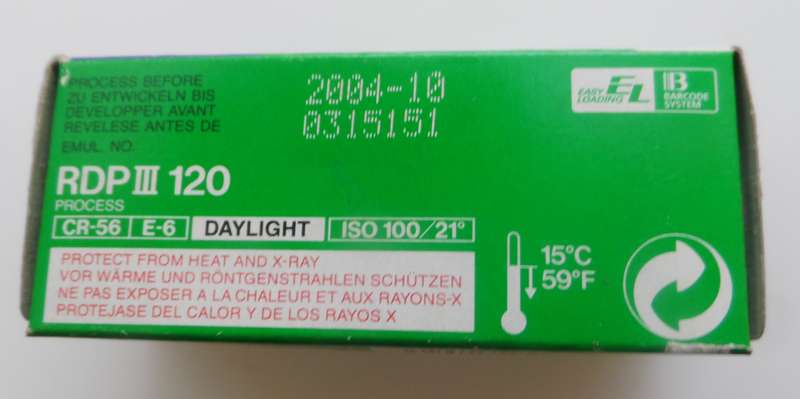 PROCESS BEFORE
ZU ENTWICKELN BIS
DEVELOPPER AVANT
REVELESE ANTES DE
2004-10
0315151
EMUL. NO.
EASY LOADING EL
B BARCODE SYSTEM
RDP III 120
PROCESS
CR-56 E-6 DAYLIGHT ISO 100/21°
PROTECT FROM HEAT AND X-RAY
VOR WÄRME UND RÖNTGENSTRAHLEN SCHÜTZEN
NE PAS EXPOSER A LA CHALEUR ET AUX RAYONS-X
PROTEJASE DEL CALOR Y DE LOS RAYOS X
15°C
59°F